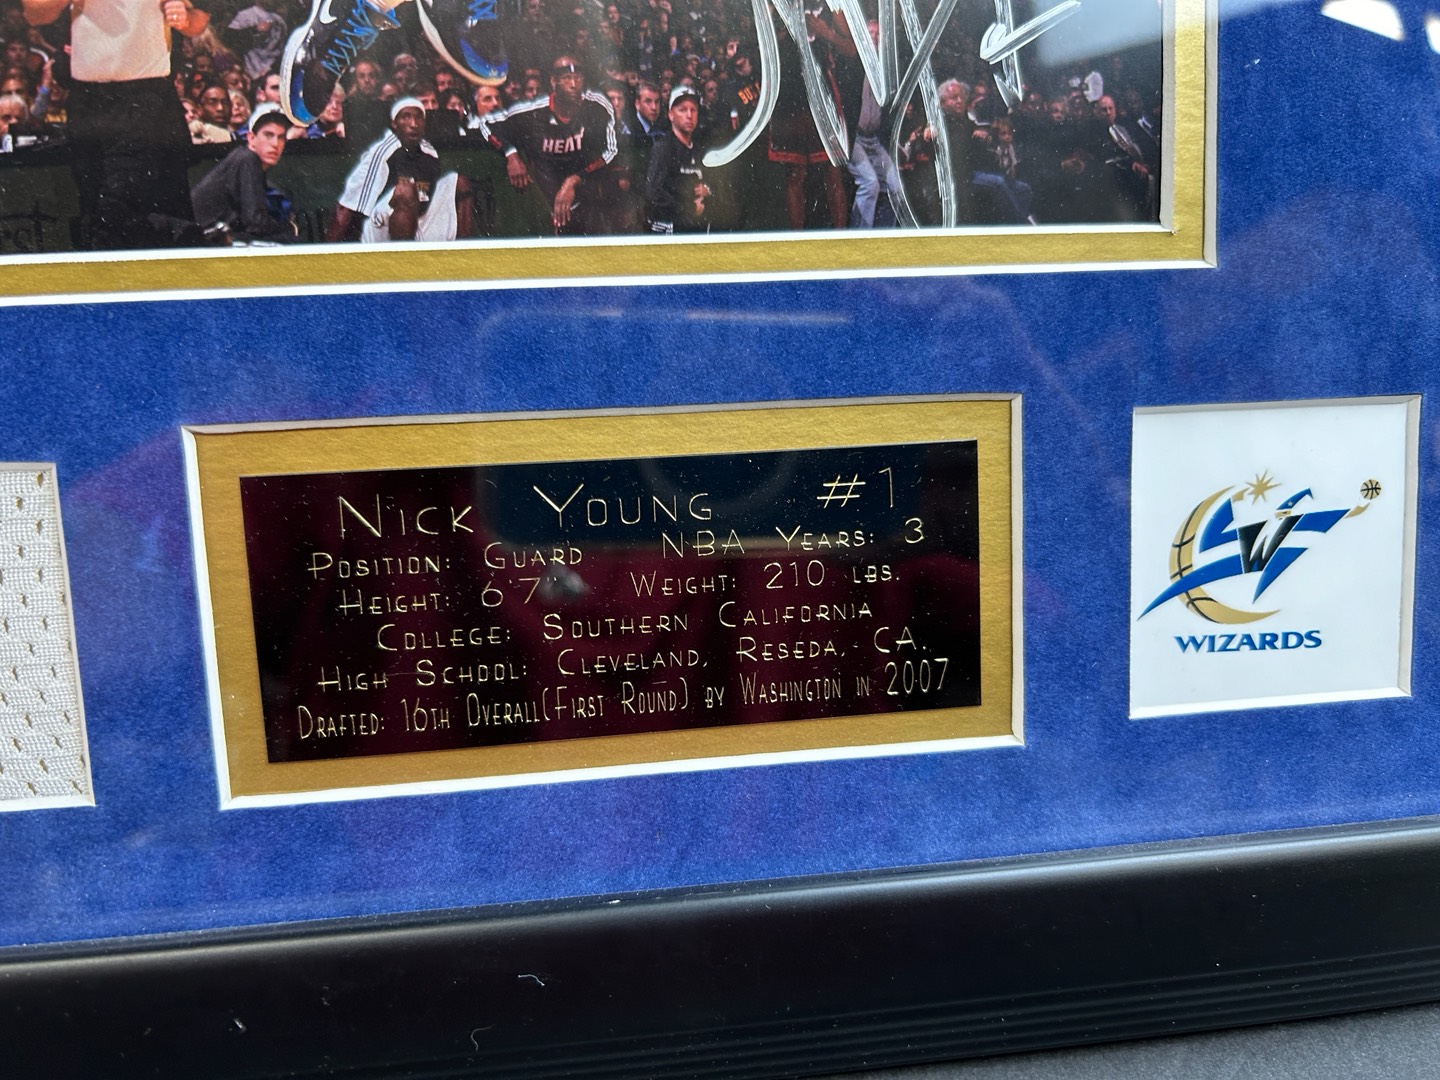 HEAT
NICK YOUNG #1
POSITION: GUARD NBA YEARS: 3
HEIGHT: 6'7" WEIGHT: 210 LBS.
COLLEGE: SOUTHERN CALIFORNIA
HIGH SCHOOL: CLEVELAND, RESEDA, CA.
DRAFTED: 16TH OVERALL(FIRST ROUND) BY WASHINGTON IN 2007
W
WIZARDS